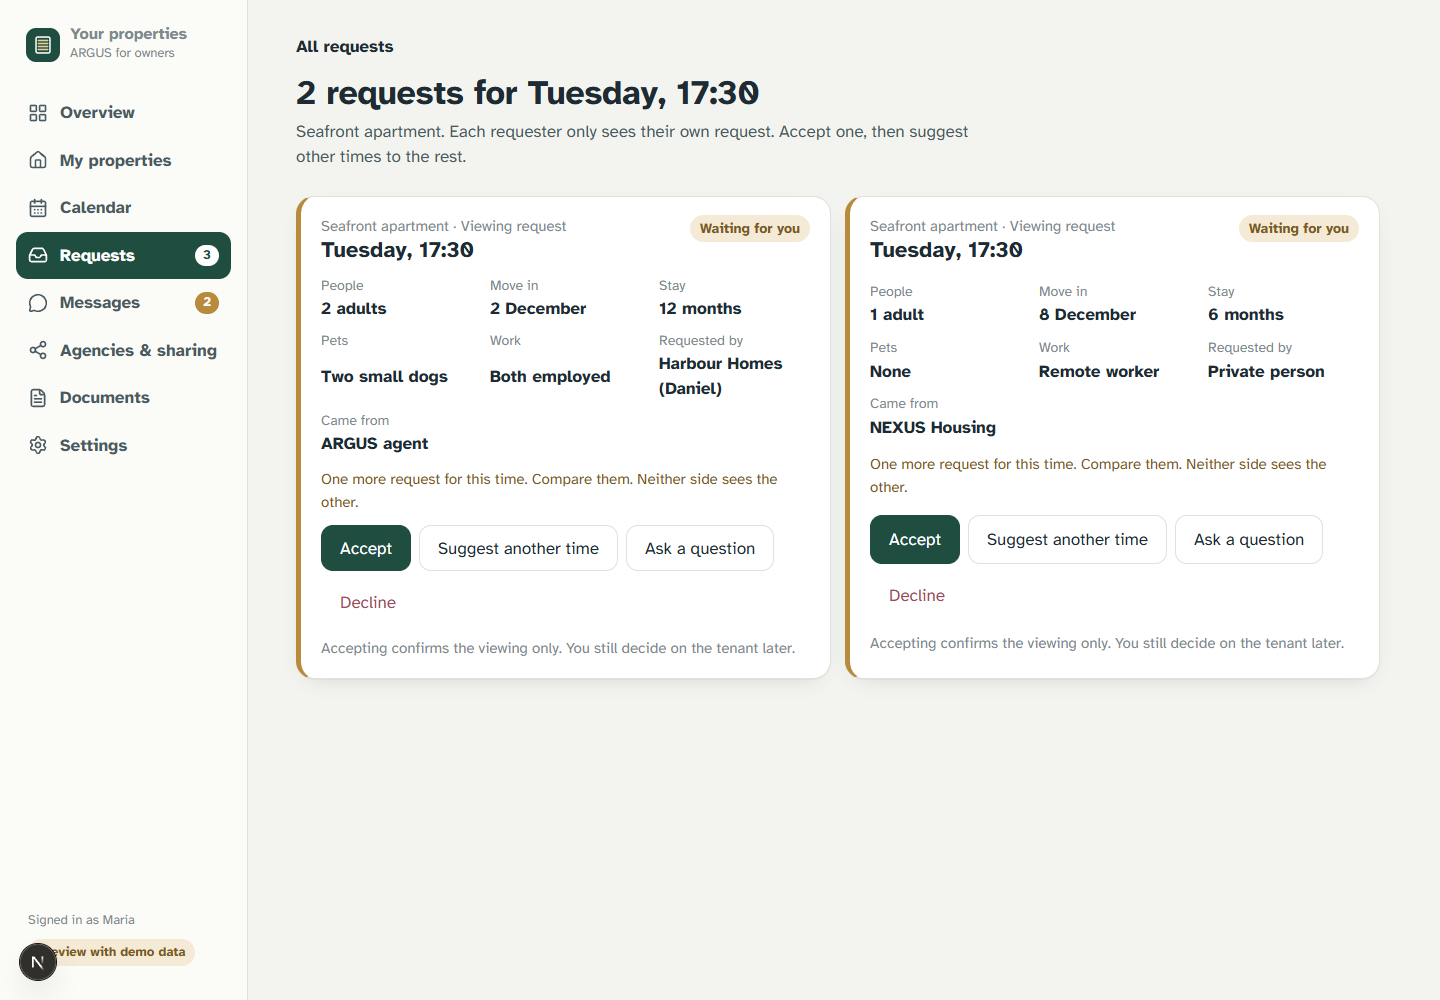 Your properties
ARGUS for owners
Overview
My properties
Calendar
Requests 3
Messages 2
Agencies & sharing
Documents
Settings
Signed in as Maria
eview with demo data
N
All requests
2 requests for Tuesday, 17:30
Seafront apartment. Each requester only sees their own request. Accept one, then suggest
other times to the rest.
Seafront apartment · Viewing request
Waiting for you
Tuesday, 17:30
People Move in Stay
2 adults 2 December 12 months
Pets Work Requested by
Two small dogs Both employed Harbour Homes
(Daniel)
Came from
ARGUS agent
One more request for this time. Compare them. Neither side sees the
other.
Accept Suggest another time Ask a question
Decline
Accepting confirms the viewing only. You still decide on the tenant later.
Seafront apartment · Viewing request
Waiting for you
Tuesday, 17:30
People Move in Stay
1 adult 8 December 6 months
Pets Work Requested by
None Remote worker Private person
Came from
NEXUS Housing
One more request for this time. Compare them. Neither side sees the
other.
Accept Suggest another time Ask a question
Decline
Accepting confirms the viewing only. You still decide on the tenant later.